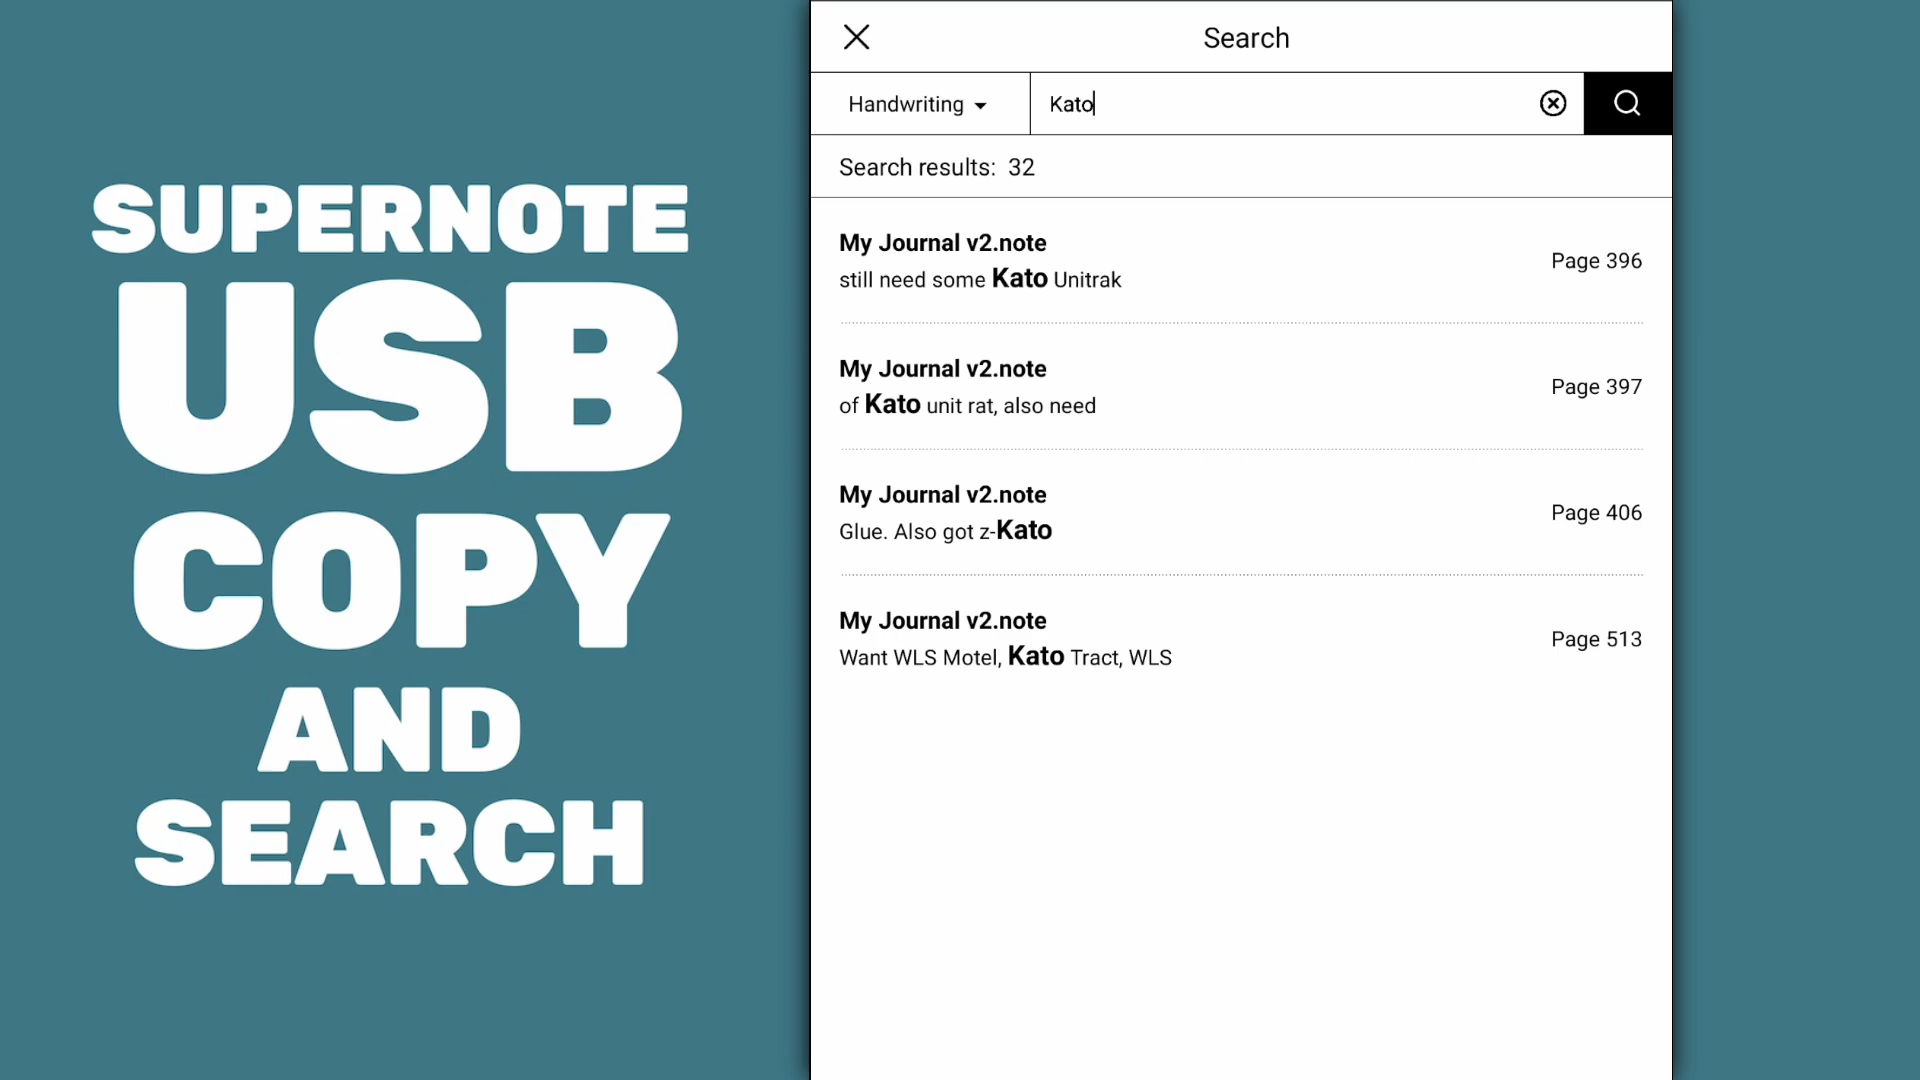 SUPERNOTE
USB
COPY
AND
SEARCH
Search
Handwriting
Kato
Search results: 32
My Journal v2.note
still need some Kato Unitrak
Page 396
My Journal v2.note
of Kato unit rat, also need
Page 397
My Journal v2.note
Glue. Also got z-Kato
Page 406
My Journal v2.note
Want WLS Motel, Kato Tract, WLS
Page 513